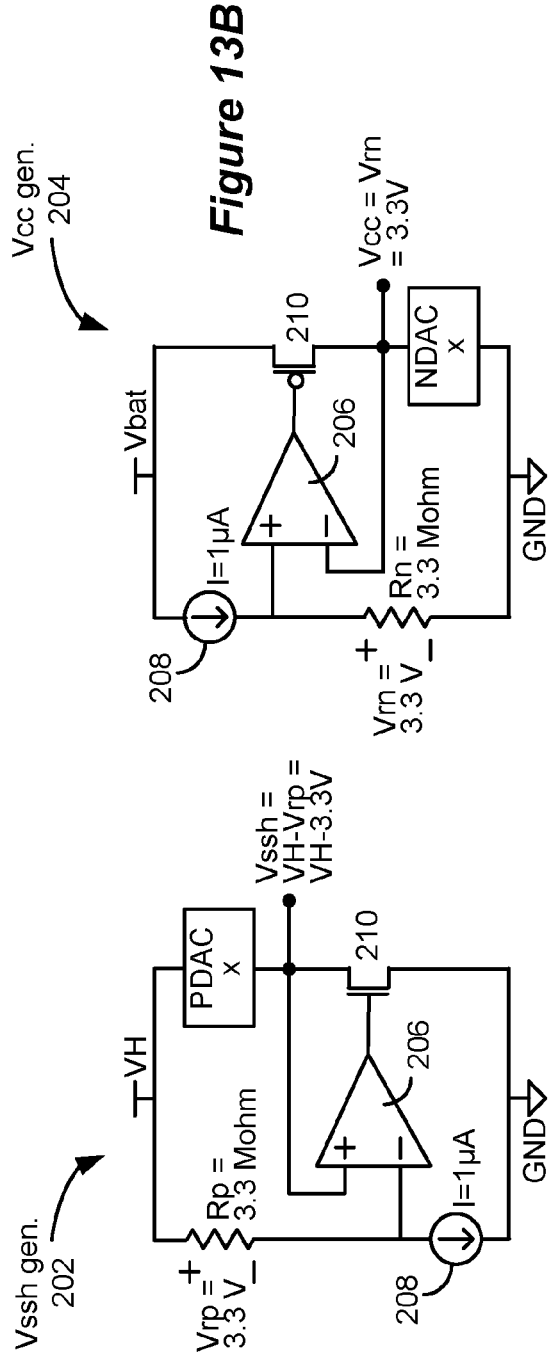 Vssh gen.
202
VH
Vrp =
3.3 V
+
−
Rp =
3.3 Mohm
PDAC
x
Vssh =
VH-Vrp =
VH-3.3V
+
−
206
210
208
I=1µA
GND
Vcc gen.
204
Vbat
208
I=1µA
+
−
206
210
Vrn =
3.3 V
+
−
Rn =
3.3 Mohm
Vcc = Vrn
= 3.3V
NDAC
x
GND
Figure 13B